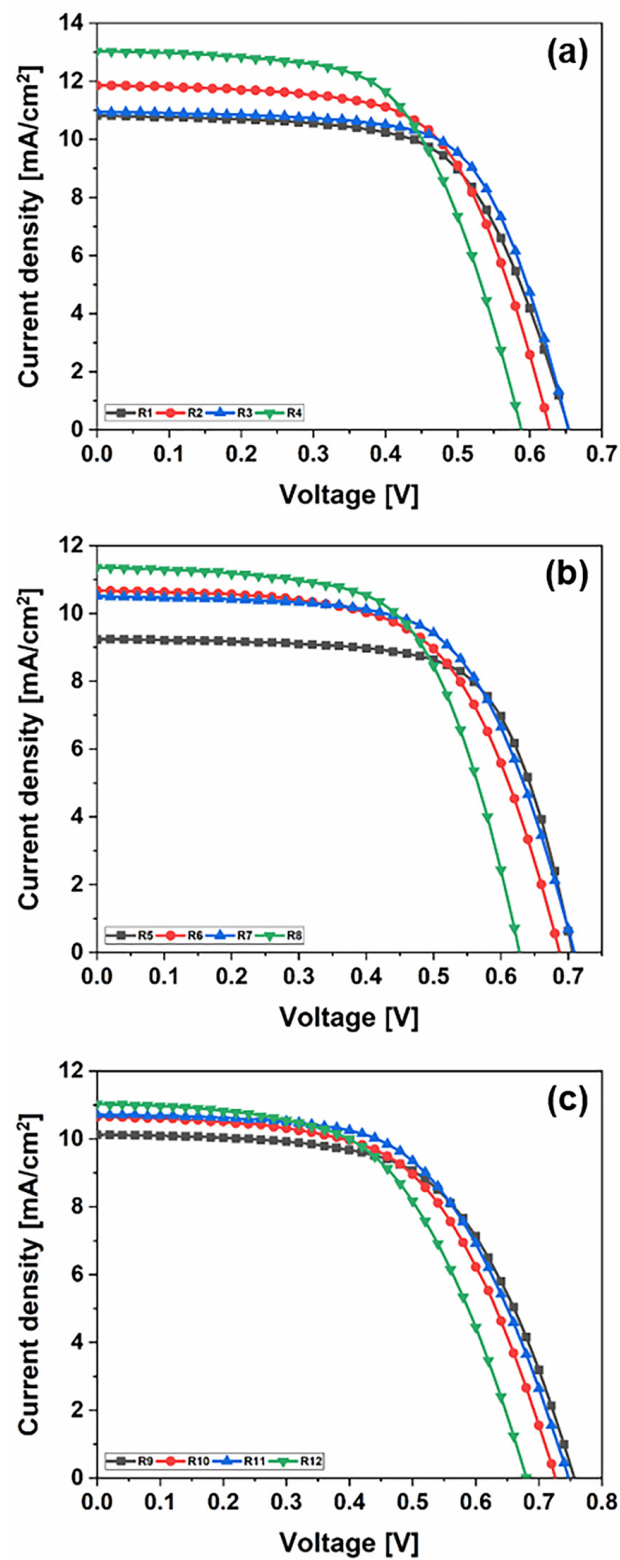 (a)
Current density [mA/cm²]
14
12
10
8
6
4
2
0
R1 R2 R3 R4
0.0 0.1 0.2 0.3 0.4 0.5 0.6 0.7
Voltage [V]
(b)
Current density [mA/cm²]
12
10
8
6
4
2
0
R5 R6 R7 R8
0.0 0.1 0.2 0.3 0.4 0.5 0.6 0.7
Voltage [V]
(c)
Current density [mA/cm²]
12
10
8
6
4
2
0
R9 R10 R11 R12
0.0 0.1 0.2 0.3 0.4 0.5 0.6 0.7 0.8
Voltage [V]